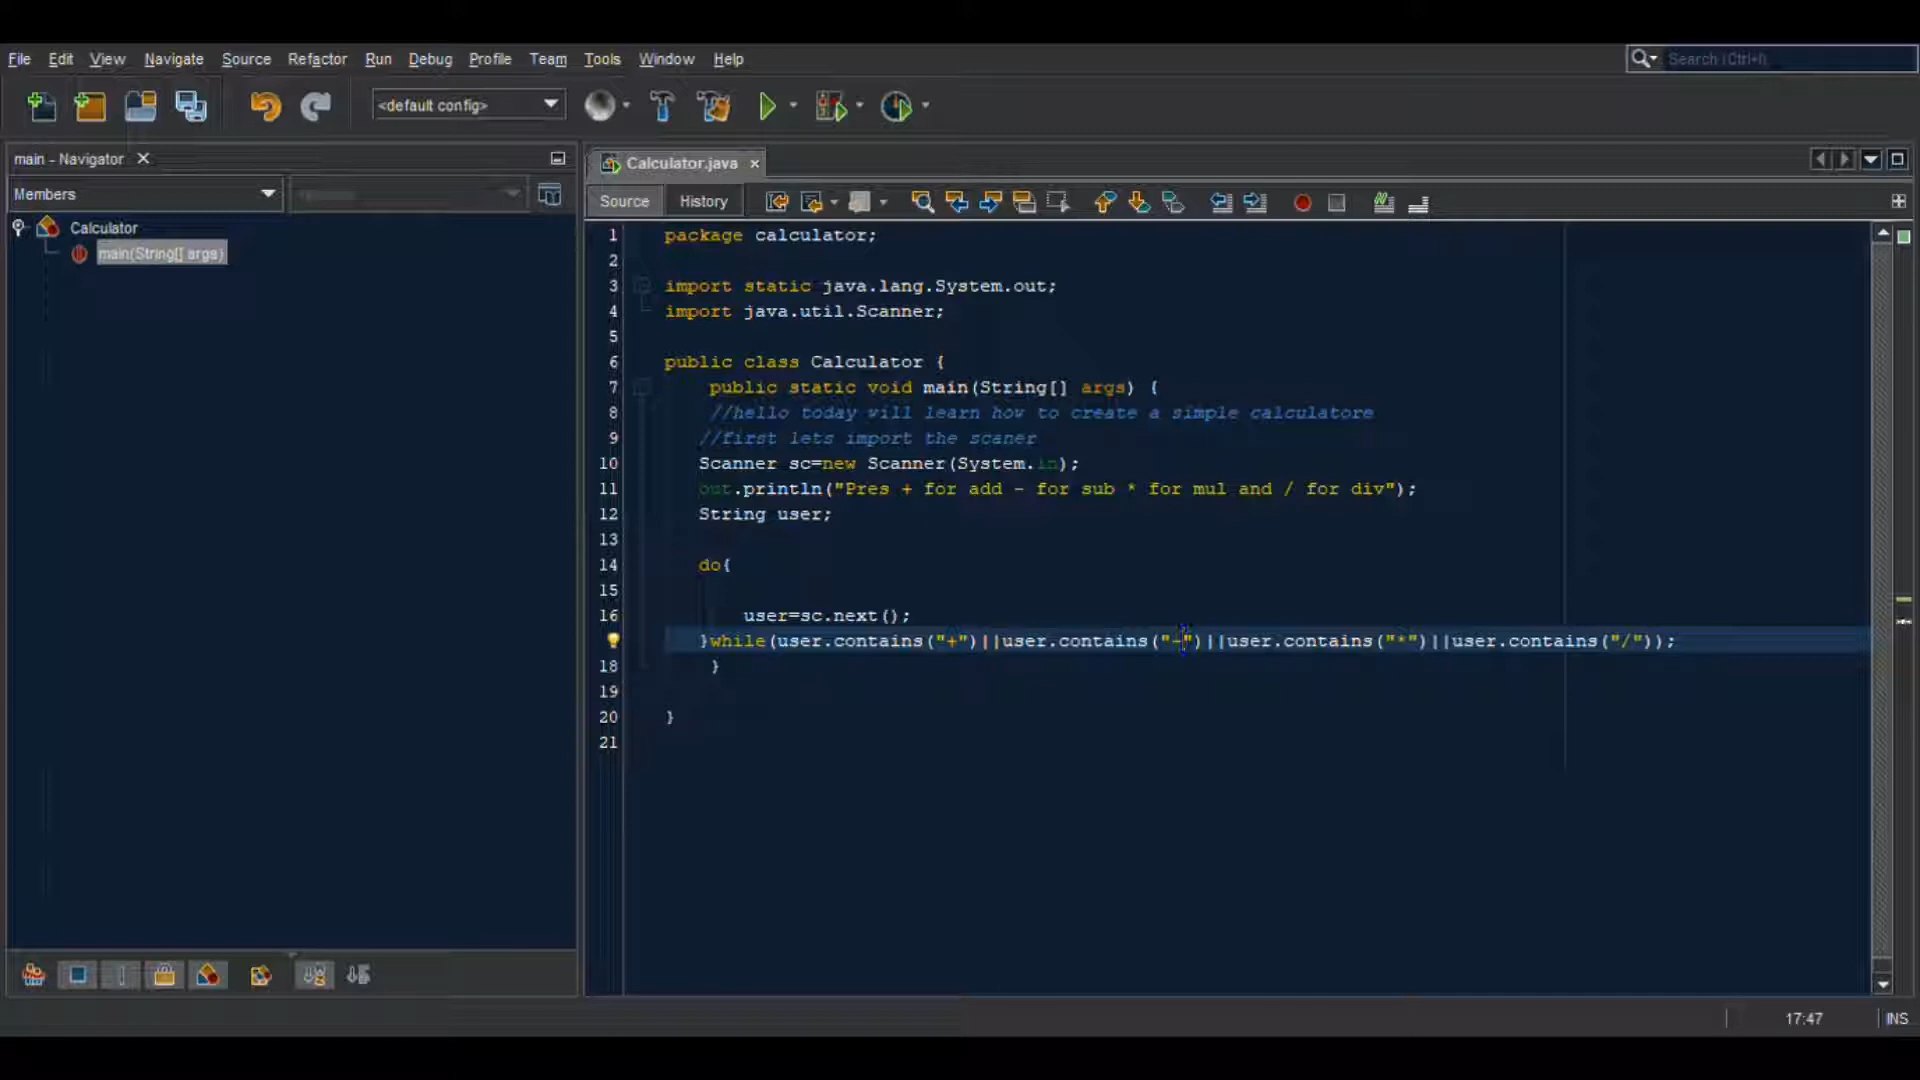 File Edit View Navigate Source Refactor Run Debug Profile Team Tools Window Help
Search (Ctrl+I)
<default config>
main - Navigator
Calculator.java
Members
Source History
Calculator
main(String[] args)
1 package calculator;
2
3 import static java.lang.System.out;
4 import java.util.Scanner;
5
6 public class Calculator {
7 public static void main(String[] args) {
8 //hello today will learn how to create a simple calculatore
9 //first lets import the scaner
10 Scanner sc=new Scanner(System.in);
11 out.println("Pres + for add - for sub * for mul and / for div");
12 String user;
13
14 do{
15
16 user=sc.next();
}while(user.contains("+")||user.contains("-")||user.contains("*")||user.contains("/"));
18 }
19
20 }
21
17:47 INS